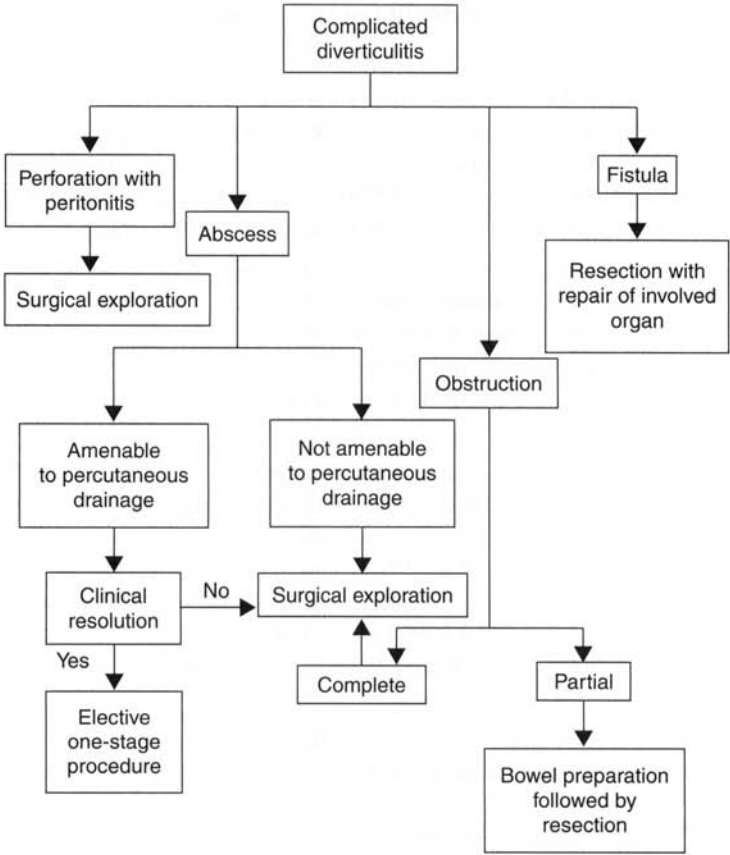 Complicated
diverticulitis
Perforation with
peritonitis
Surgical exploration
Abscess
Fistula
Resection with
repair of involved
organ
Obstruction
Amenable
to percutaneous
drainage
Not amenable
to percutaneous
drainage
Clinical
resolution
No
Surgical exploration
Yes
Elective
one-stage
procedure
Complete
Partial
Bowel preparation
followed by
resection